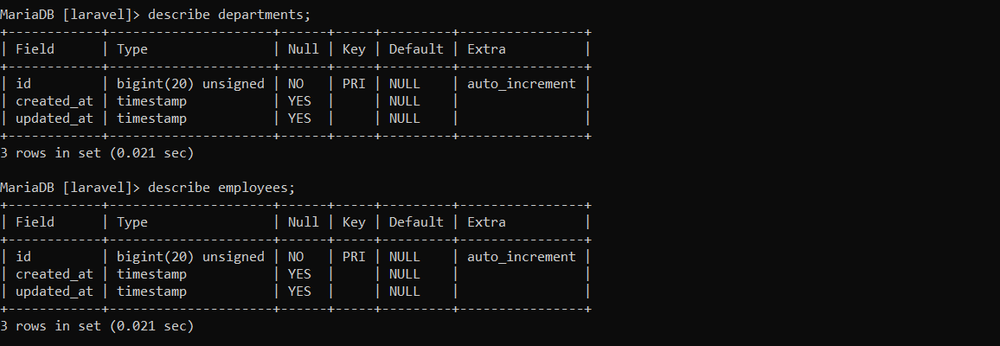 MariaDB [laravel]> describe departments;
+------------+---------------------+------+-----+---------+----------------+
| Field      | Type                | Null | Key | Default | Extra          |
+------------+---------------------+------+-----+---------+----------------+
| id         | bigint(20) unsigned | NO   | PRI | NULL    | auto_increment |
| created_at | timestamp           | YES  |     | NULL    |                |
| updated_at | timestamp           | YES  |     | NULL    |                |
+------------+---------------------+------+-----+---------+----------------+
3 rows in set (0.021 sec)

MariaDB [laravel]> describe employees;
+------------+---------------------+------+-----+---------+----------------+
| Field      | Type                | Null | Key | Default | Extra          |
+------------+---------------------+------+-----+---------+----------------+
| id         | bigint(20) unsigned | NO   | PRI | NULL    | auto_increment |
| created_at | timestamp           | YES  |     | NULL    |                |
| updated_at | timestamp           | YES  |     | NULL    |                |
+------------+---------------------+------+-----+---------+----------------+
3 rows in set (0.021 sec)